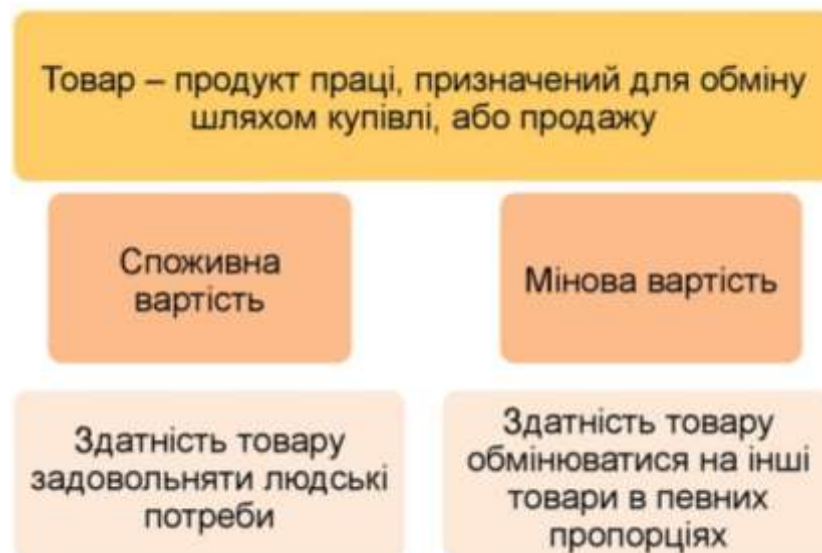 Товар – продукт праці, призначений для обміну
шляхом купівлі, або продажу
Споживна
вартість
Мінова вартість
Здатність товару
задовольняти людські
потреби
Здатність товару
обмінюватися на інші
товари в певних
пропорціях